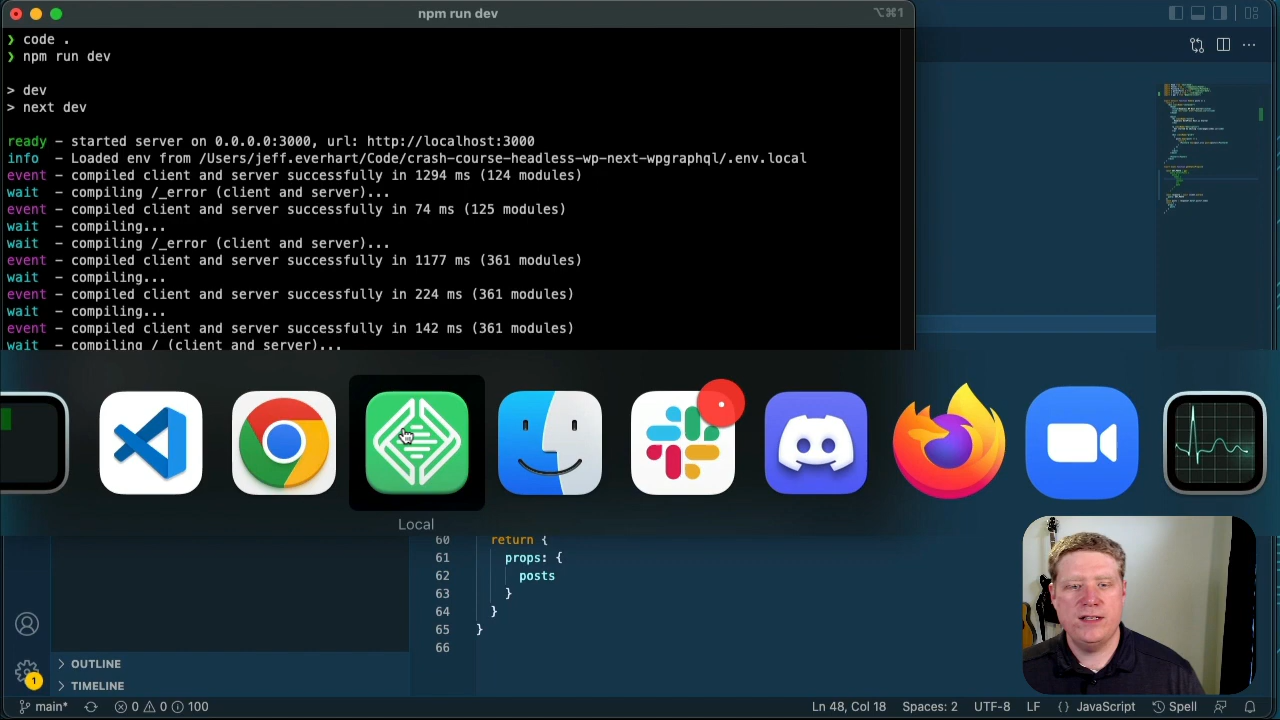 npm run dev
⌥⌘1
❯ code .
❯ npm run dev
> dev
> next dev
ready - started server on 0.0.0.0:3000, url: http://localhost:3000
info - Loaded env from /Users/jeff.everhart/Code/crash-course-headless-wp-next-wpgraphql/.env.local
event - compiled client and server successfully in 1294 ms (124 modules)
wait - compiling /_error (client and server)...
event - compiled client and server successfully in 74 ms (125 modules)
wait - compiling...
wait - compiling /_error (client and server)...
event - compiled client and server successfully in 1177 ms (361 modules)
wait - compiling...
event - compiled client and server successfully in 224 ms (361 modules)
wait - compiling...
event - compiled client and server successfully in 142 ms (361 modules)
wait - compiling / (client and server)...
Local
60 return {
61 props: {
62 posts
63 }
64 }
65 }
66
OUTLINE
TIMELINE
1
main* 0 0 100 Ln 48, Col 18 Spaces: 2 UTF-8 LF {} JavaScript Spell